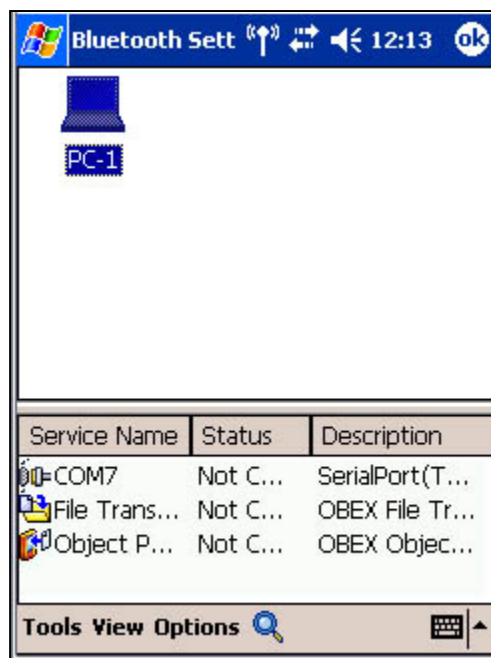 Bluetooth Sett 12:13 ok
PC-1
Service Name Status Description
COM7 Not C... SerialPort(T...
File Trans... Not C... OBEX File Tr...
Object P... Not C... OBEX Objec...
Tools View Options